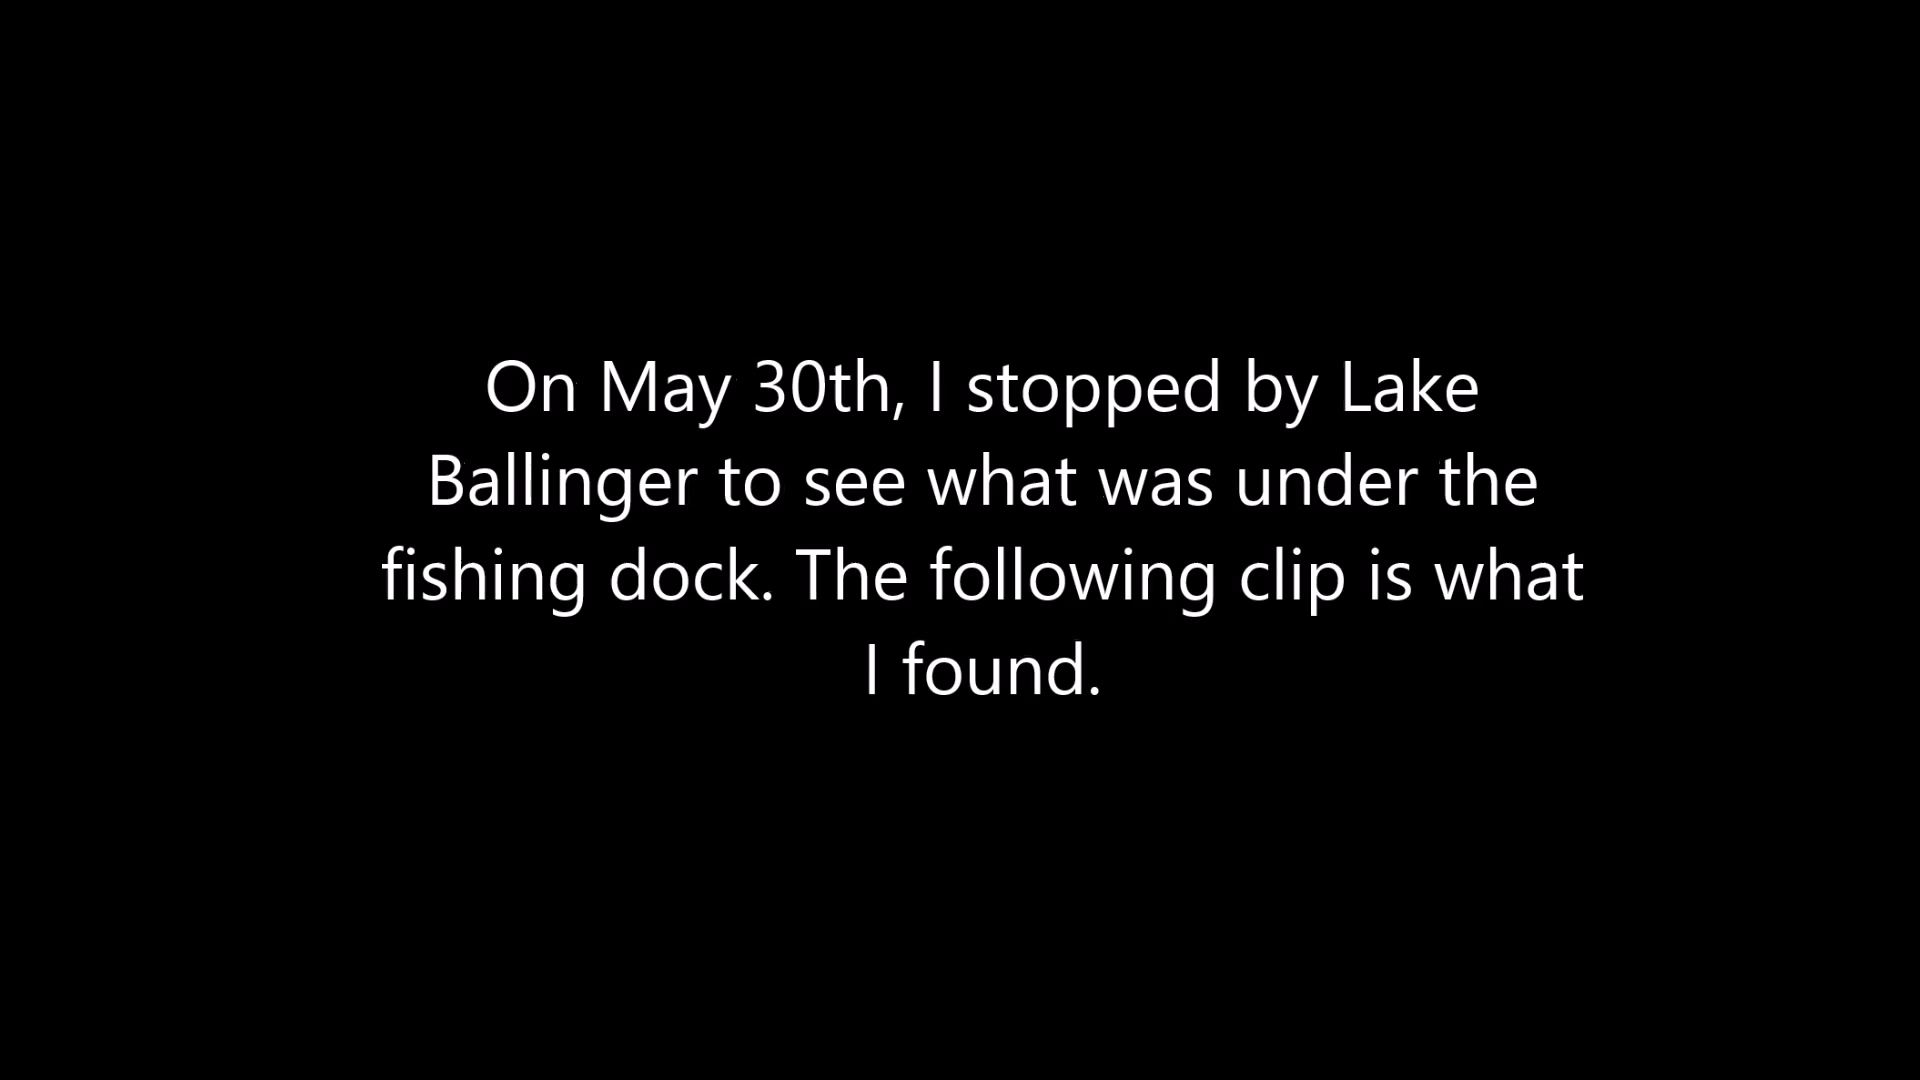 On May 30th, I stopped by Lake
Ballinger to see what was under the
fishing dock. The following clip is what
I found.